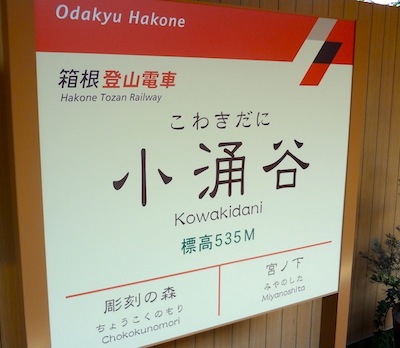 Odakyu Hakone
箱根登山電車
Hakone Tozan Railway
こわきだに
小涌谷
Kowakidani
標高535M
彫刻の森
ちょうこくのもり
Chokokunomori
宮ノ下
みやのした
Miyanoshita